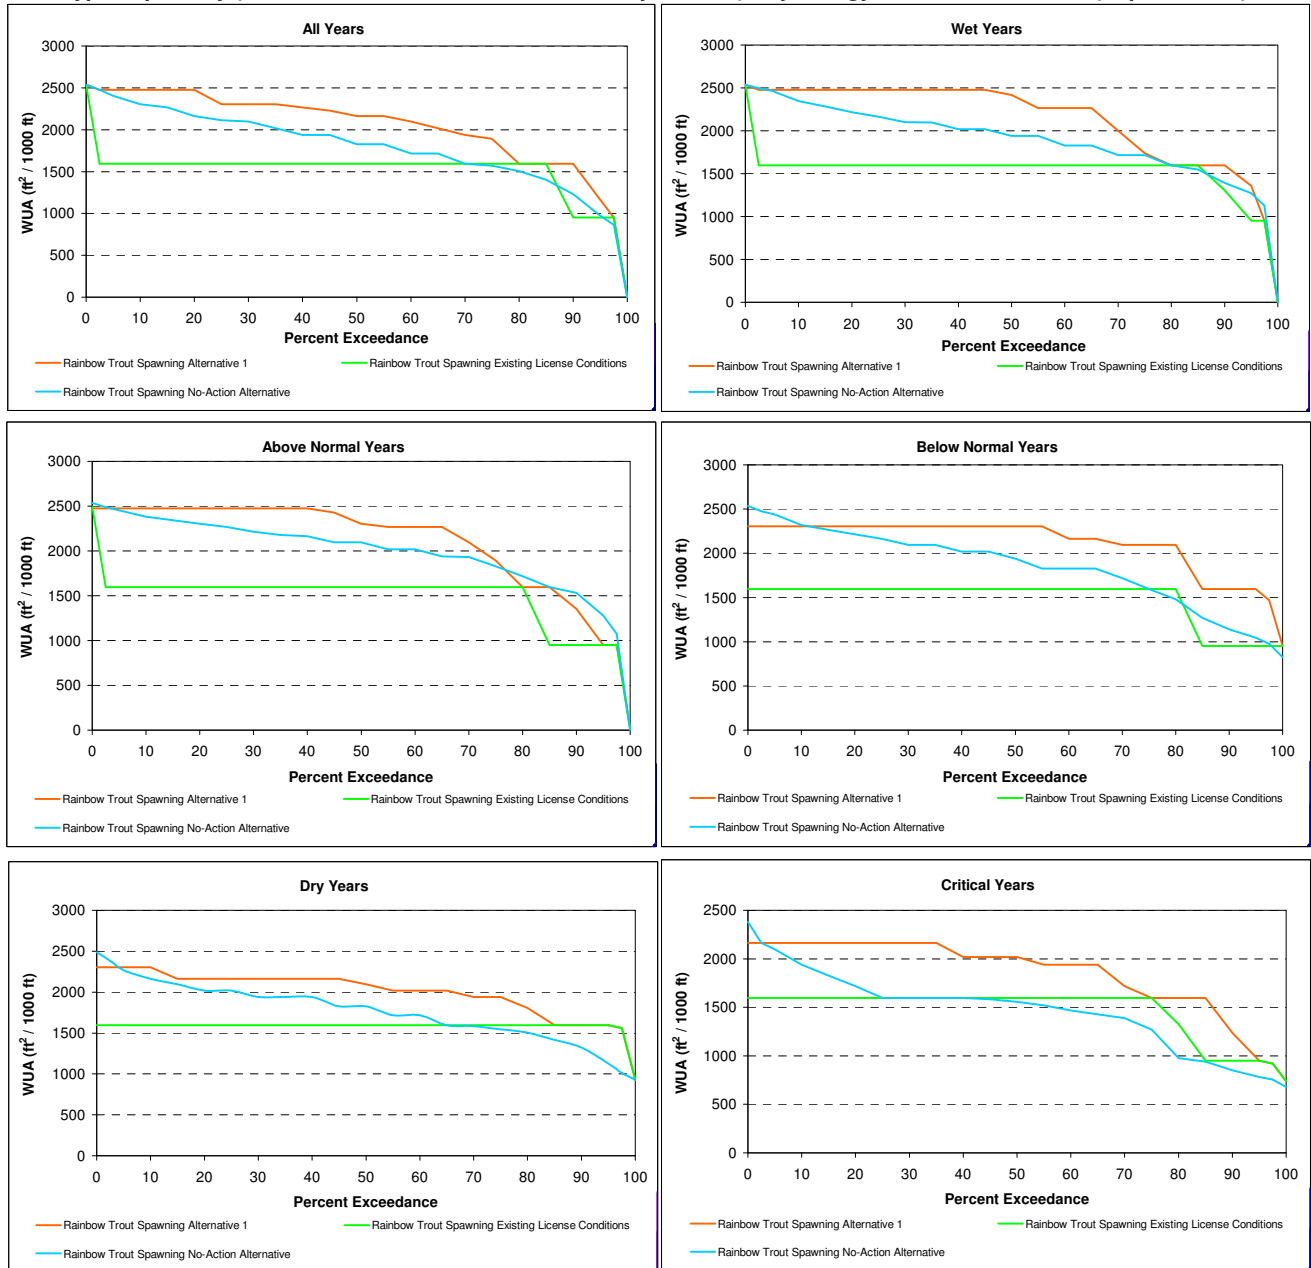 All Years
3000
2500
2000
1500
1000
500
0
WUA (ft² / 1000 ft)
0 10 20 30 40 50 60 70 80 90 100
Percent Exceedance
Rainbow Trout Spawning Alternative 1
Rainbow Trout Spawning Existing License Conditions
Rainbow Trout Spawning No-Action Alternative
Wet Years
3000
2500
2000
1500
1000
500
0
WUA (ft² / 1000 ft)
0 10 20 30 40 50 60 70 80 90 100
Percent Exceedance
Rainbow Trout Spawning Alternative 1
Rainbow Trout Spawning Existing License Conditions
Rainbow Trout Spawning No-Action Alternative
Above Normal Years
3000
2500
2000
1500
1000
500
0
WUA (ft² / 1000 ft)
0 10 20 30 40 50 60 70 80 90 100
Percent Exceedance
Rainbow Trout Spawning Alternative 1
Rainbow Trout Spawning Existing License Conditions
Rainbow Trout Spawning No-Action Alternative
Below Normal Years
3000
2500
2000
1500
1000
500
0
WUA (ft² / 1000 ft)
0 10 20 30 40 50 60 70 80 90 100
Percent Exceedance
Rainbow Trout Spawning Alternative 1
Rainbow Trout Spawning Existing License Conditions
Rainbow Trout Spawning No-Action Alternative
Dry Years
3000
2500
2000
1500
1000
500
0
WUA (ft² / 1000 ft)
0 10 20 30 40 50 60 70 80 90 100
Percent Exceedance
Rainbow Trout Spawning Alternative 1
Rainbow Trout Spawning Existing License Conditions
Rainbow Trout Spawning No-Action Alternative
Critical Years
2500
2000
1500
1000
500
0
WUA (ft² / 1000 ft)
0 10 20 30 40 50 60 70 80 90 100
Percent Exceedance
Rainbow Trout Spawning Alternative 1
Rainbow Trout Spawning Existing License Conditions
Rainbow Trout Spawning No-Action Alternative